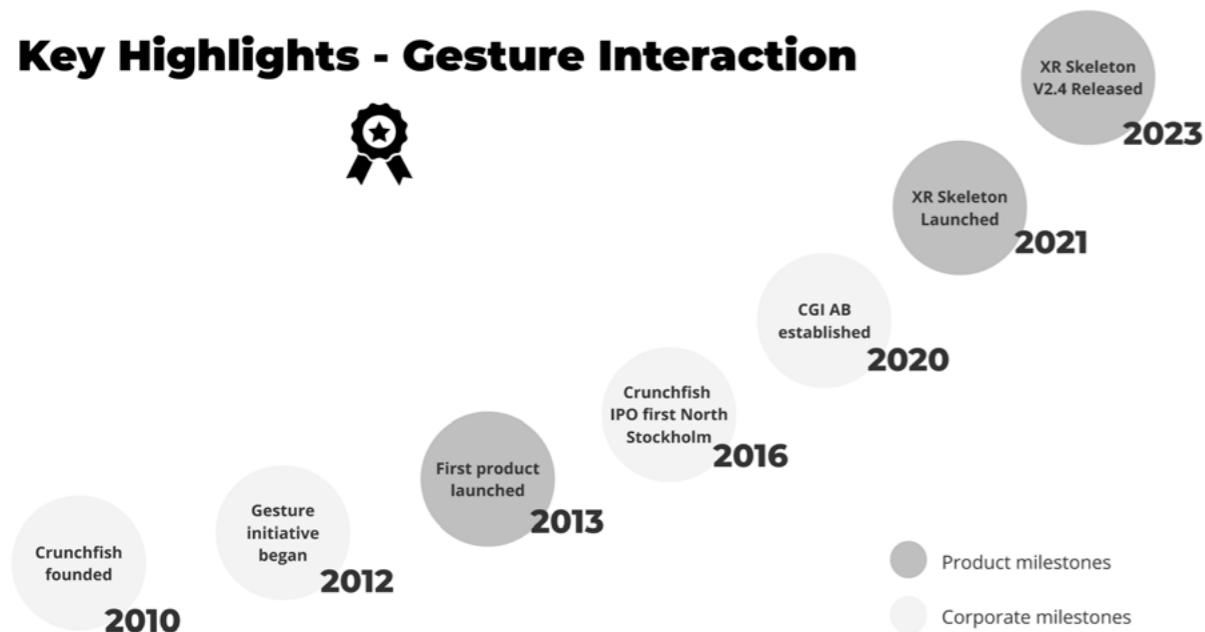 Key Highlights - Gesture Interaction
XR Skeleton
V2.4 Released
2023
XR Skeleton
Launched
2021
CGI AB
established
2020
Crunchfish
IPO first North
Stockholm
2016
First product
launched
2013
Gesture
initiative
began
2012
Crunchfish
founded
2010
Product milestones
Corporate milestones